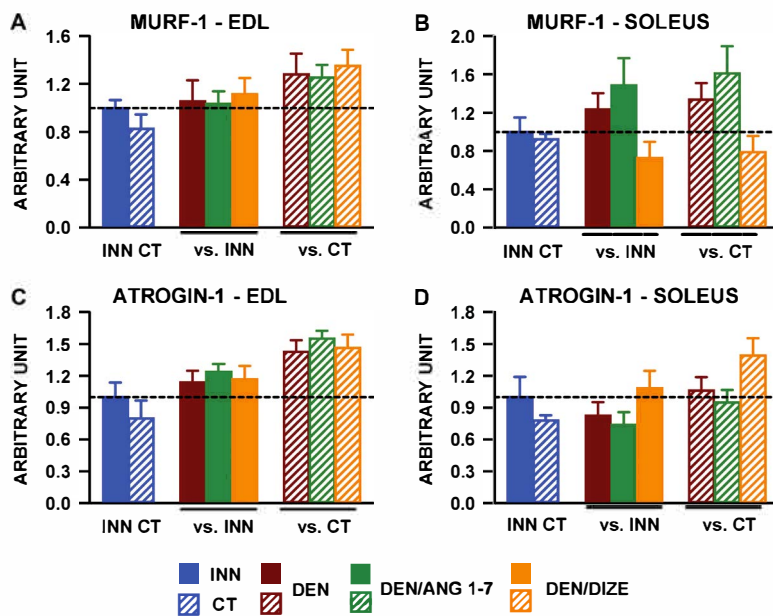 A MURF-1 - EDL
ARBITRARY UNIT
1.6
1.2
0.8
0.4
0.0
INN CT vs. INN vs. CT
B MURF-1 - SOLEUS
ARBITRARY UNIT
2.0
1.6
1.2
0.8
0.4
0.0
INN CT vs. INN vs. CT
C ATROGIN-1 - EDL
ARBITRARY UNIT
1.8
1.5
1.2
0.9
0.6
0.3
0.0
INN CT vs. INN vs. CT
D ATROGIN-1 - SOLEUS
ARBITRARY UNIT
1.8
1.5
1.2
0.9
0.6
0.3
0.0
INN CT vs. INN vs. CT
INN
CT
DEN
DEN/ANG 1-7
DEN/DIZE